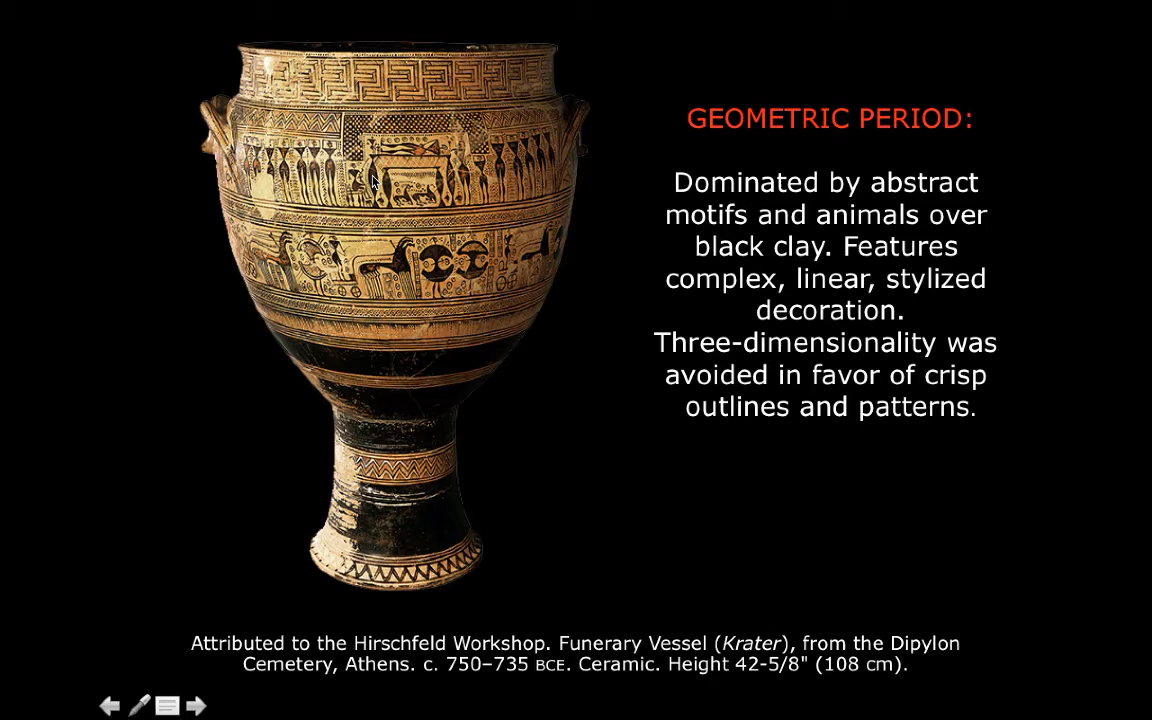 GEOMETRIC PERIOD:
Dominated by abstract
motifs and animals over
black clay. Features
complex, linear, stylized
decoration.
Three-dimensionality was
avoided in favor of crisp
outlines and patterns.
Attributed to the Hirschfeld Workshop. Funerary Vessel (Krater), from the Dipylon
Cemetery, Athens. c. 750–735 BCE. Ceramic. Height 42-5/8" (108 cm).